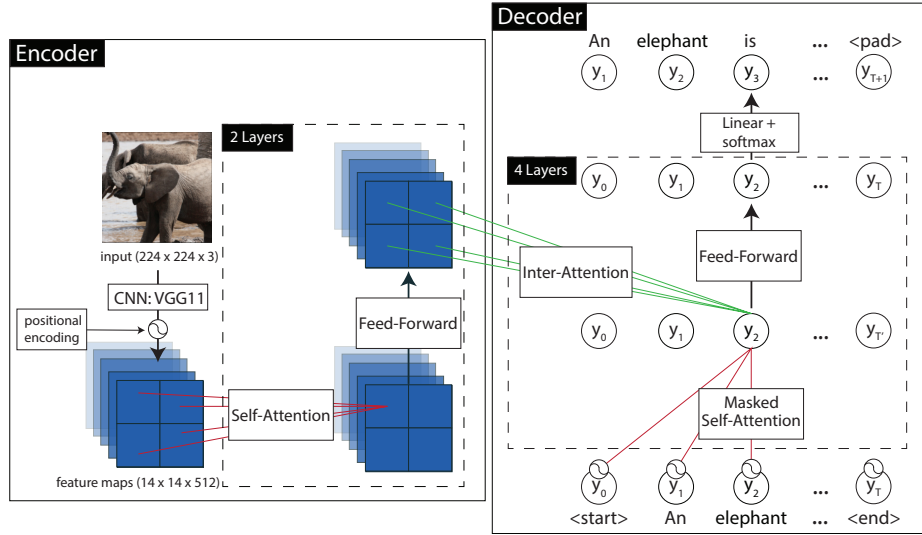 Encoder
input (224 x 224 x 3)
CNN: VGG11
positional
encoding
feature maps (14 x 14 x 512)
2 Layers
Self-Attention
Feed-Forward
Decoder
An elephant is ... <pad>
y1 y2 y3 ... yT+1
Linear +
softmax
4 Layers
y0 y1 y2 ... yT
Feed-Forward
Inter-Attention
y0 y1 y2 ... yT'
Masked
Self-Attention
y0 y1 y2 ... yT
<start> An elephant ... <end>